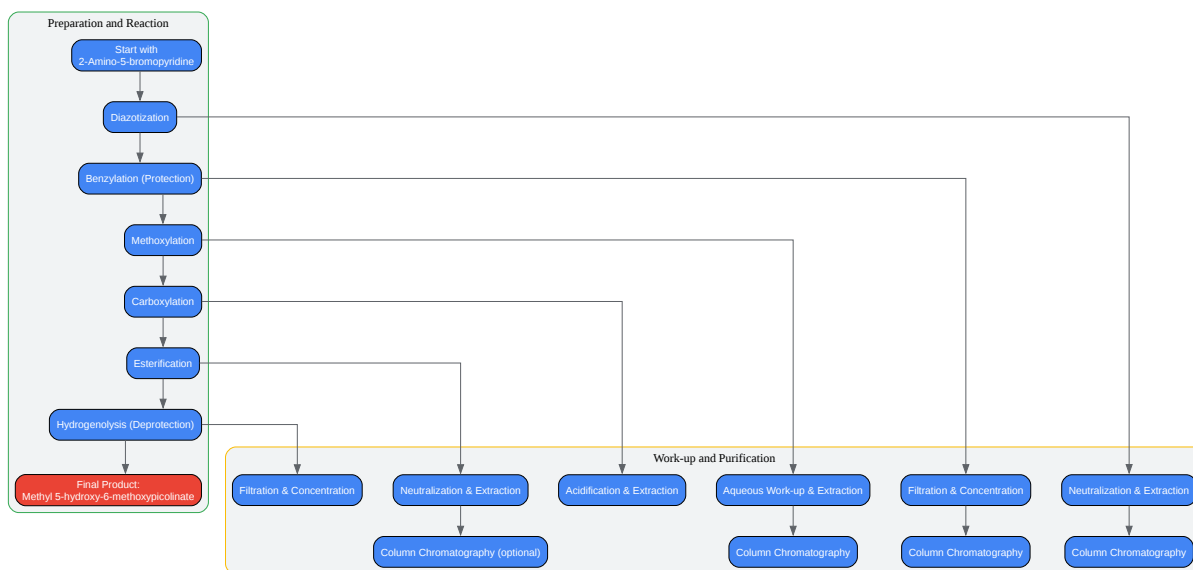 Preparation and Reaction
Start with
2-Amino-5-bromopyridine
Diazotization
Benzylation (Protection)
Methoxylation
Carboxylation
Esterification
Hydrogenolysis (Deprotection)
Final Product:
Methyl 5-hydroxy-6-methoxypicolinate
Work-up and Purification
Filtration & Concentration
Neutralization & Extraction
Acidification & Extraction
Aqueous Work-up & Extraction
Filtration & Concentration
Neutralization & Extraction
Column Chromatography (optional)
Column Chromatography
Column Chromatography
Column Chromatography